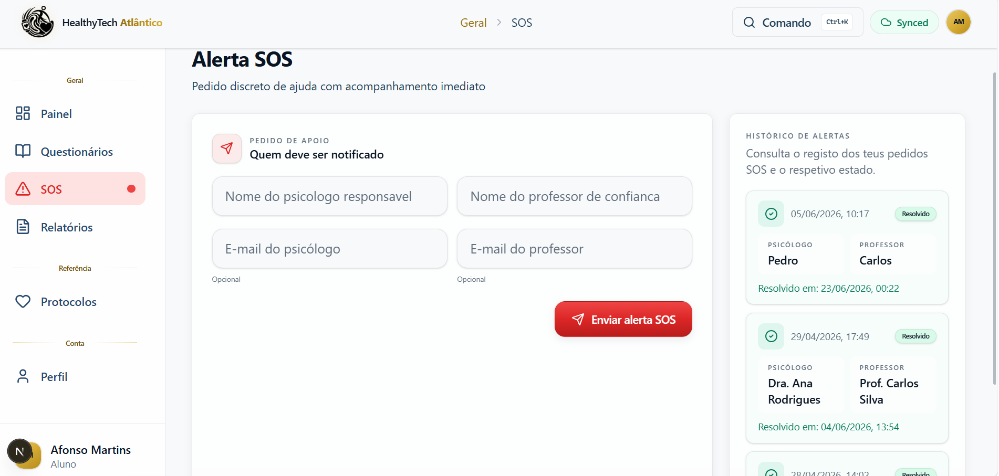 HealthyTech Atlântico
Geral > SOS
Comando Ctrl+K
Synced
AM
Geral
Painel
Questionários
SOS
Relatórios
Referência
Protocolos
Conta
Perfil
N
Afonso Martins
Aluno
Alerta SOS
Pedido discreto de ajuda com acompanhamento imediato
PEDIDO DE APOIO
Quem deve ser notificado
Nome do psicologo responsavel
Nome do professor de confianca
E-mail do psicólogo
E-mail do professor
Opcional
Opcional
Enviar alerta SOS
HISTÓRICO DE ALERTAS
Consulta o registo dos teus pedidos
SOS e o respetivo estado.
05/06/2026, 10:17
Resolvido
PSICÓLOGO
Pedro
PROFESSOR
Carlos
Resolvido em: 23/06/2026, 00:22
29/04/2026, 17:49
Resolvido
PSICÓLOGO
Dra. Ana
Rodrigues
PROFESSOR
Prof. Carlos
Silva
Resolvido em: 04/06/2026, 13:54
28/04/2026, 14:02
Resolvido